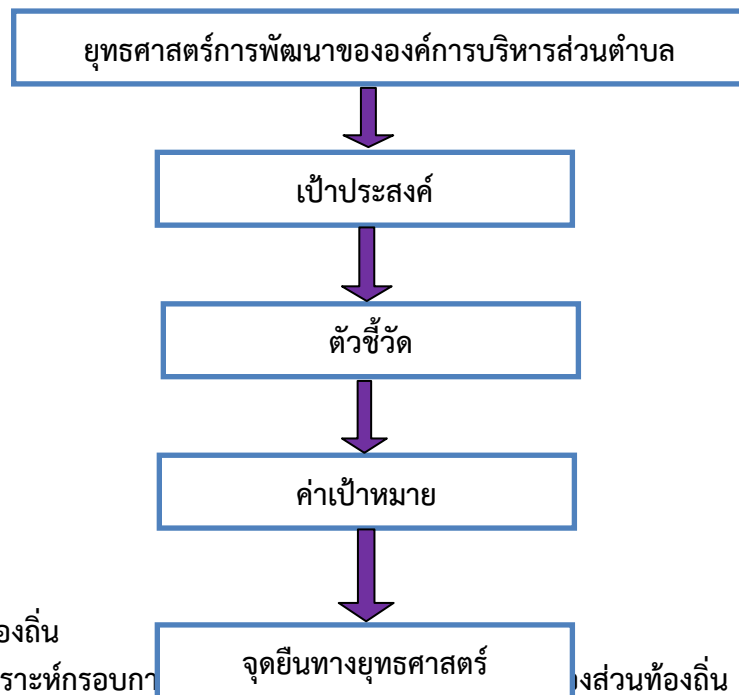 ยุทธศาสตร์การพัฒนาขององค์การบริหารส่วนตำบล
เป้าประสงค์
ตัวชี้วัด
ค่าเป้าหมาย
องถิ่น
จุดยืนทางยุทธศาสตร์
ราะห์กรอบกา งส่วนท้องถิ่น